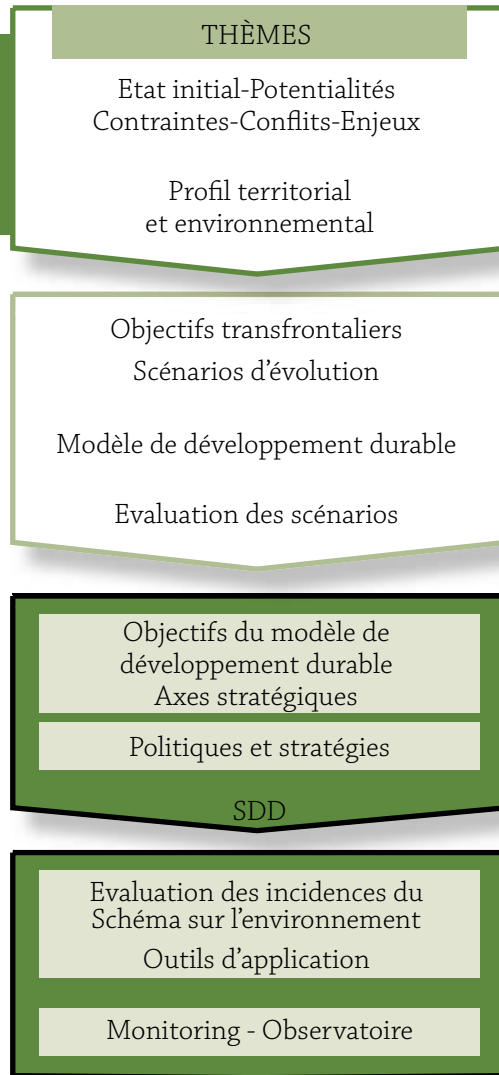 THÈMES
Etat initial-Potentialités
Contraintes-Conflits-Enjeux
Profil territorial
et environnemental
Objectifs transfrontaliers
Scénarios d'évolution
Modèle de développement durable
Evaluation des scénarios
Objectifs du modèle de
développement durable
Axes stratégiques
Politiques et stratégies
SDD
Evaluation des incidences du
Schéma sur l'environnement
Outils d'application
Monitoring - Observatoire